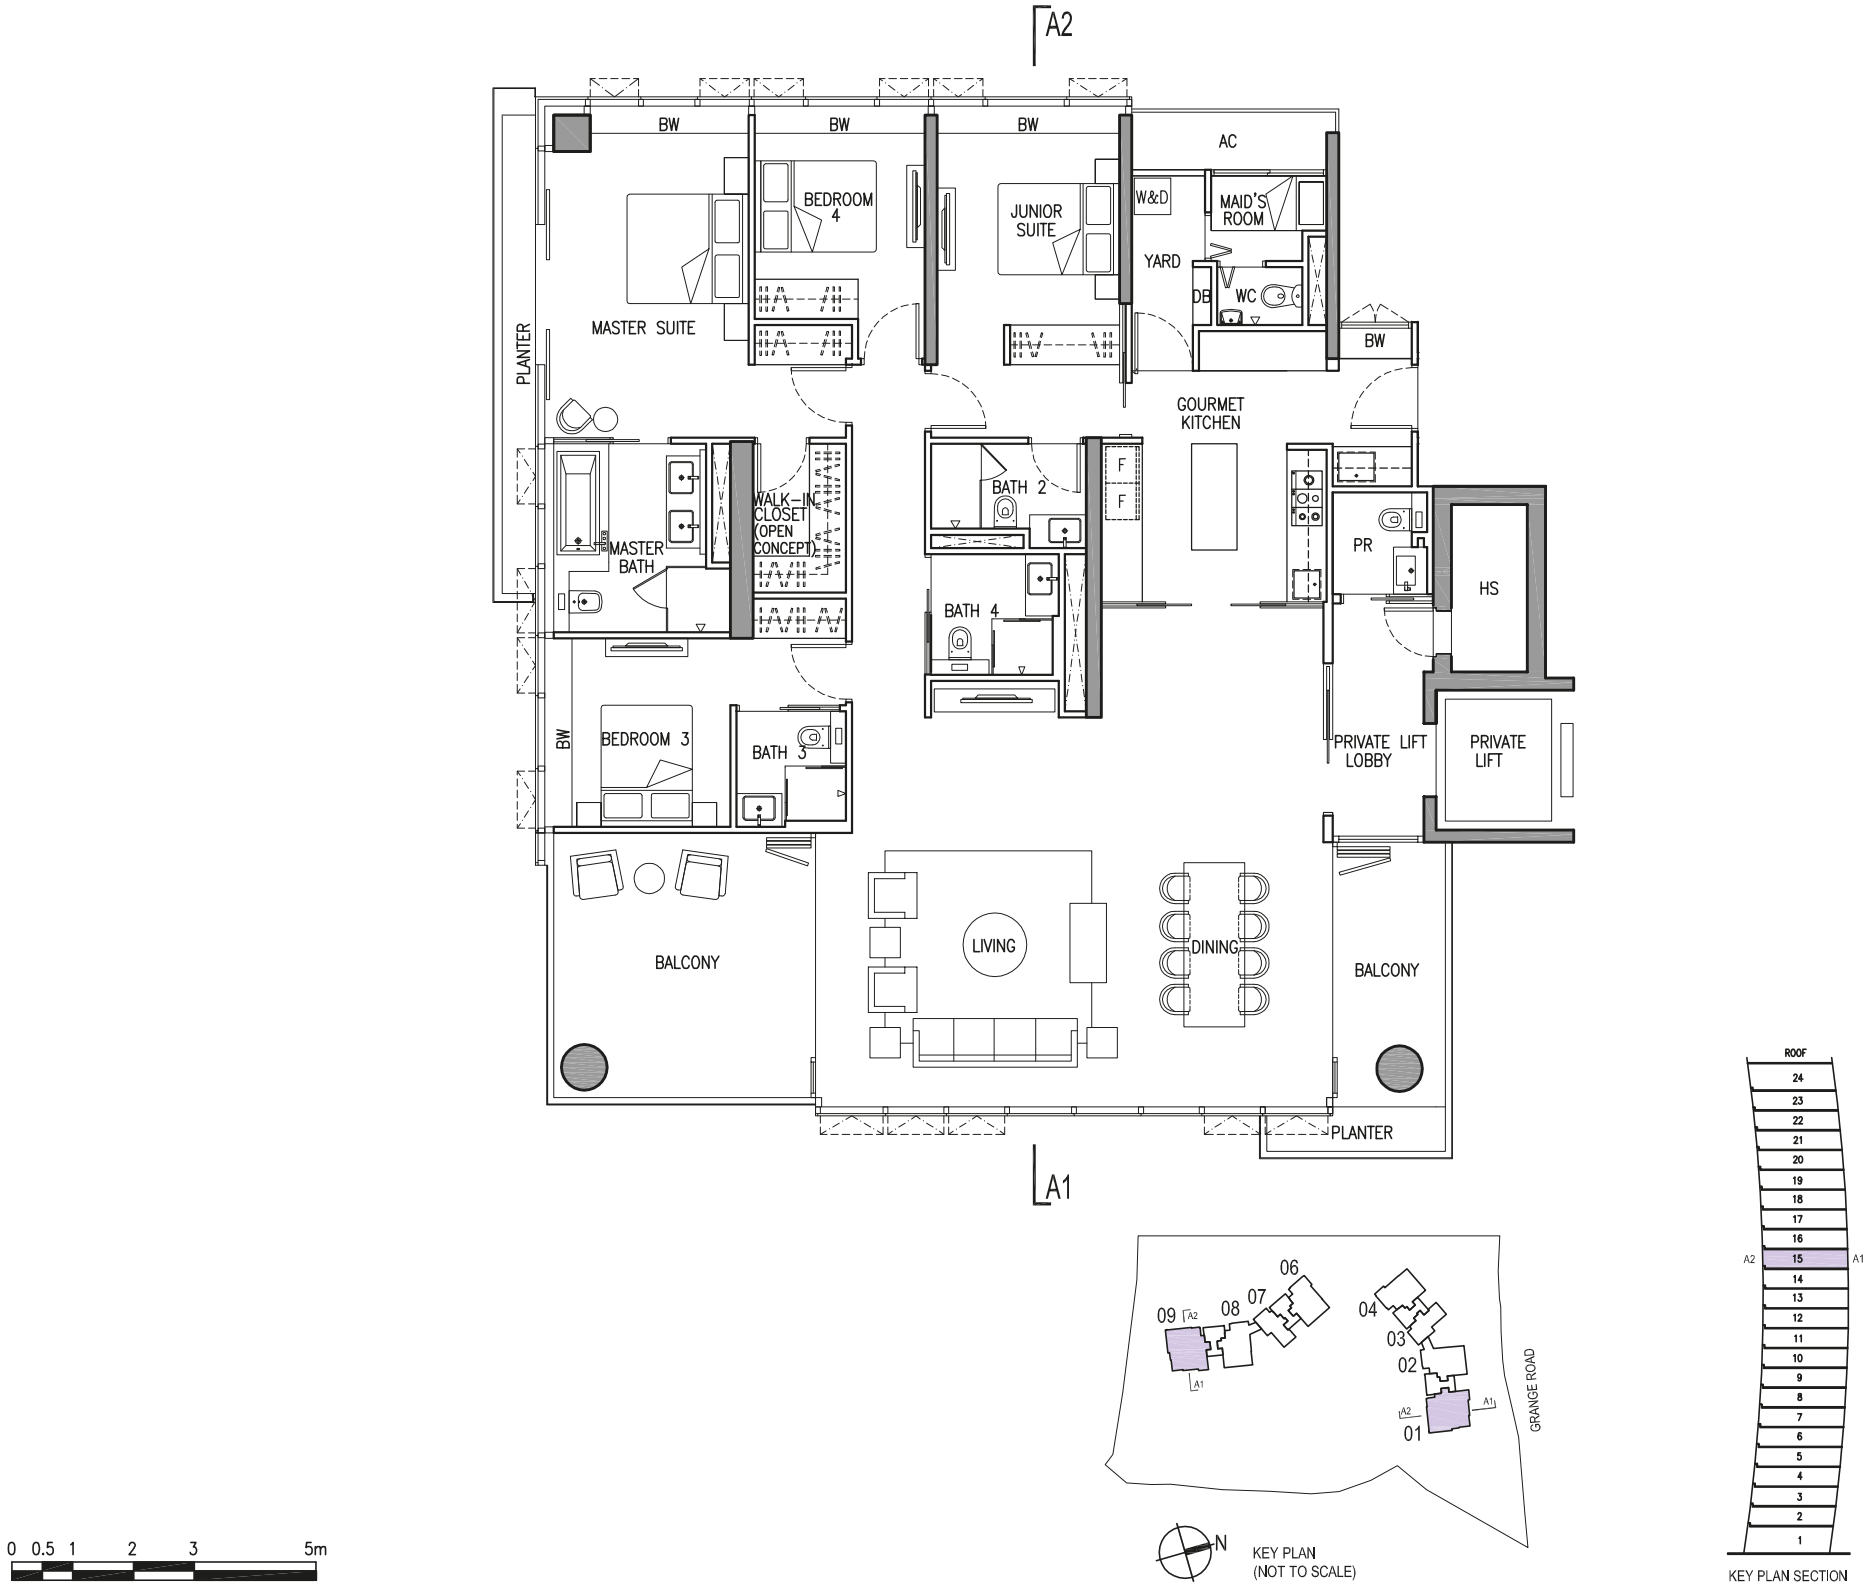 A2
BW
BW
BW
AC
W&D
MAID'S
ROOM
BEDROOM
4
JUNIOR
SUITE
YARD
DB
WC
MASTER SUITE
PLANTER
BW
GOURMET
KITCHEN
F
F
BATH 2
WALK-IN
CLOSET
(OPEN
CONCEPT)
MASTER
BATH
PR
HS
BATH 4
BW
BEDROOM 3
BATH 3
PRIVATE LIFT
LOBBY
PRIVATE
LIFT
BALCONY
LIVING
DINING
BALCONY
PLANTER
A1
ROOF
24
23
22
21
20
19
18
17
16
A2 15 A1
14
13
12
11
10
9
8
7
6
5
4
3
2
1
KEY PLAN SECTION
06
07
08
09
A2
A1
04
03
02
A2
A1
01
GRANGE ROAD
N
KEY PLAN
(NOT TO SCALE)
0 0.5 1 2 3 5m